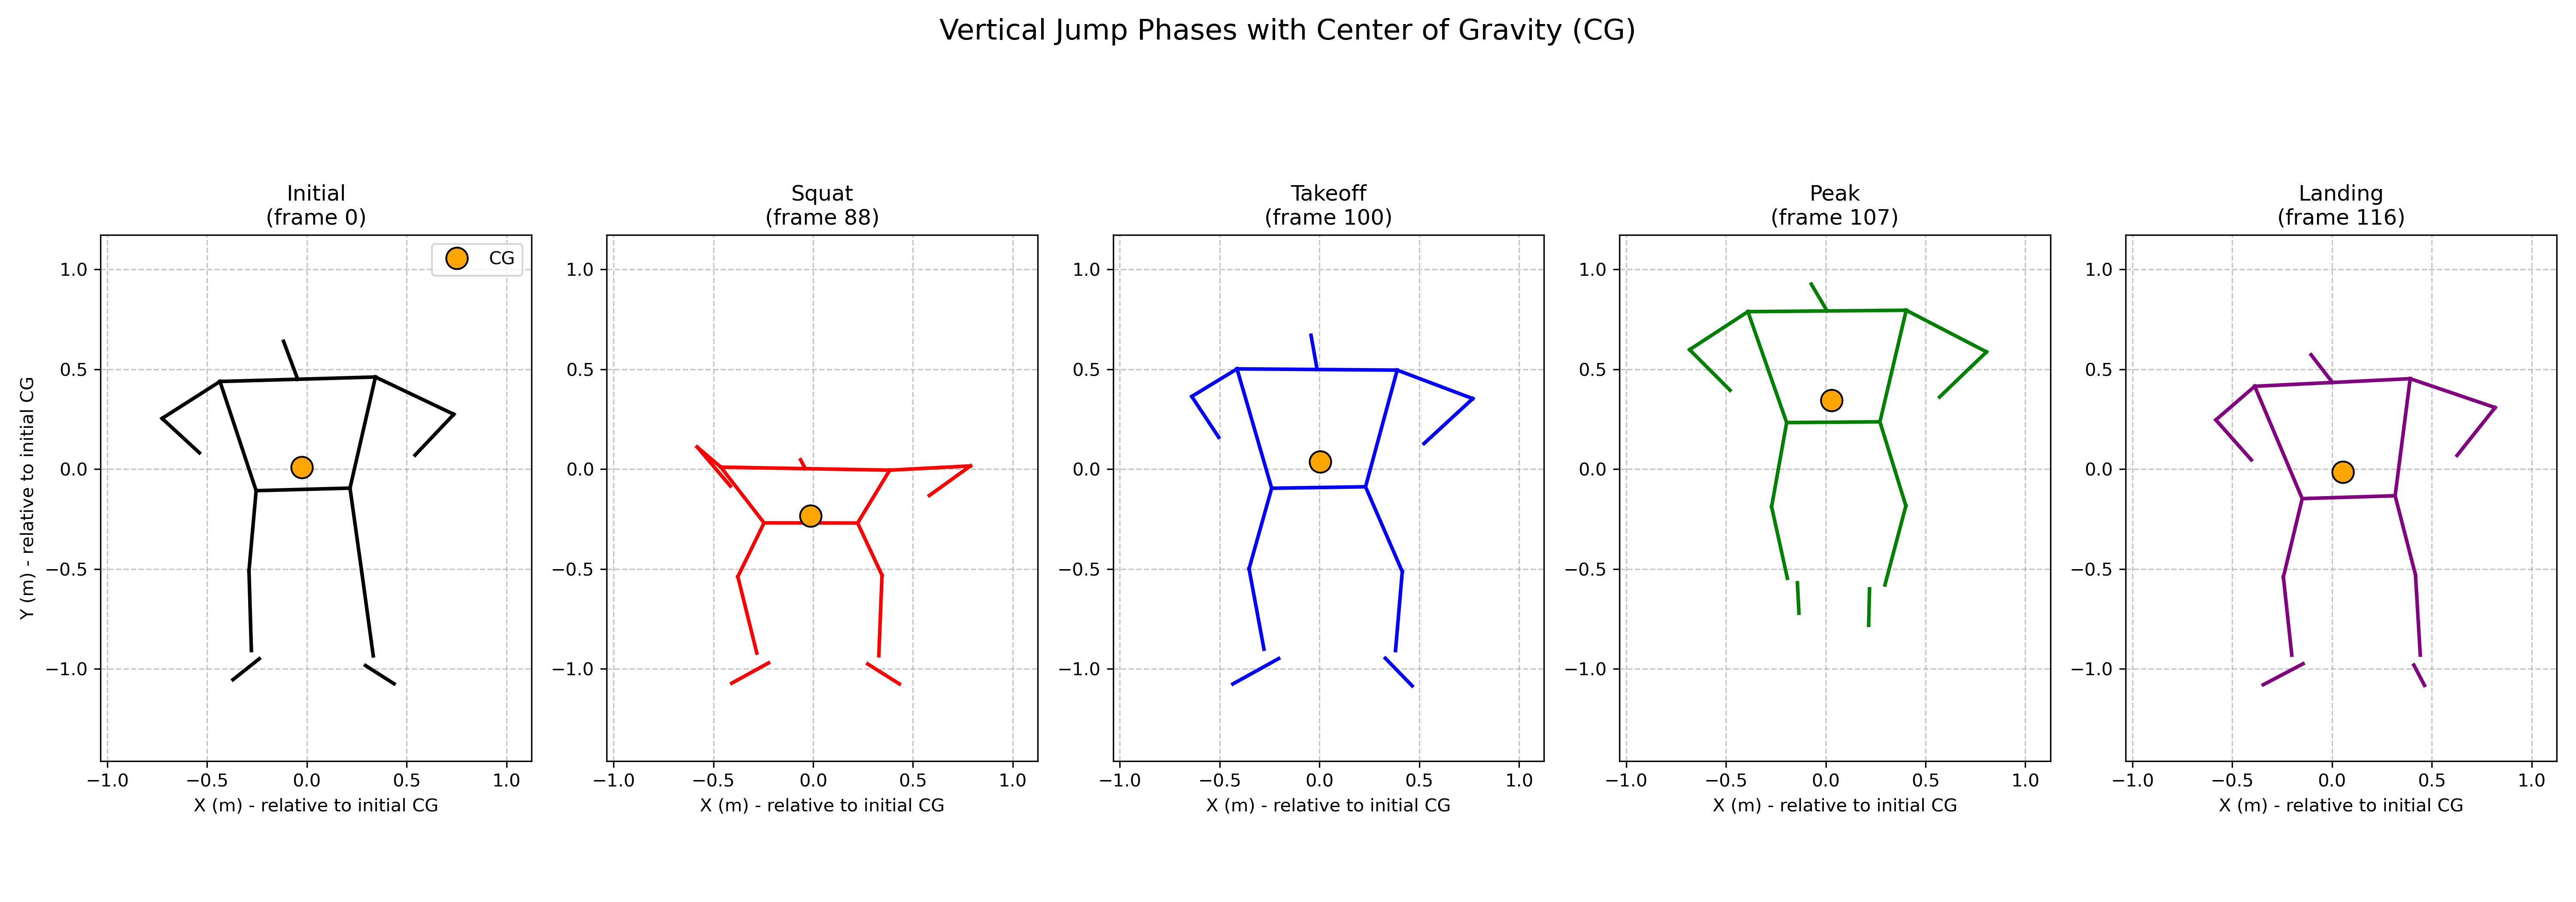 Vertical Jump Phases with Center of Gravity (CG)
Initial
(frame 0)
CG
1.0
0.5
0.0
−0.5
−1.0
Y (m) - relative to initial CG
−1.0 −0.5 0.0 0.5 1.0
X (m) - relative to initial CG
Squat
(frame 88)
1.0
0.5
0.0
−0.5
−1.0
−1.0 −0.5 0.0 0.5 1.0
X (m) - relative to initial CG
Takeoff
(frame 100)
1.0
0.5
0.0
−0.5
−1.0
−1.0 −0.5 0.0 0.5 1.0
X (m) - relative to initial CG
Peak
(frame 107)
1.0
0.5
0.0
−0.5
−1.0
−1.0 −0.5 0.0 0.5 1.0
X (m) - relative to initial CG
Landing
(frame 116)
1.0
0.5
0.0
−0.5
−1.0
−1.0 −0.5 0.0 0.5 1.0
X (m) - relative to initial CG